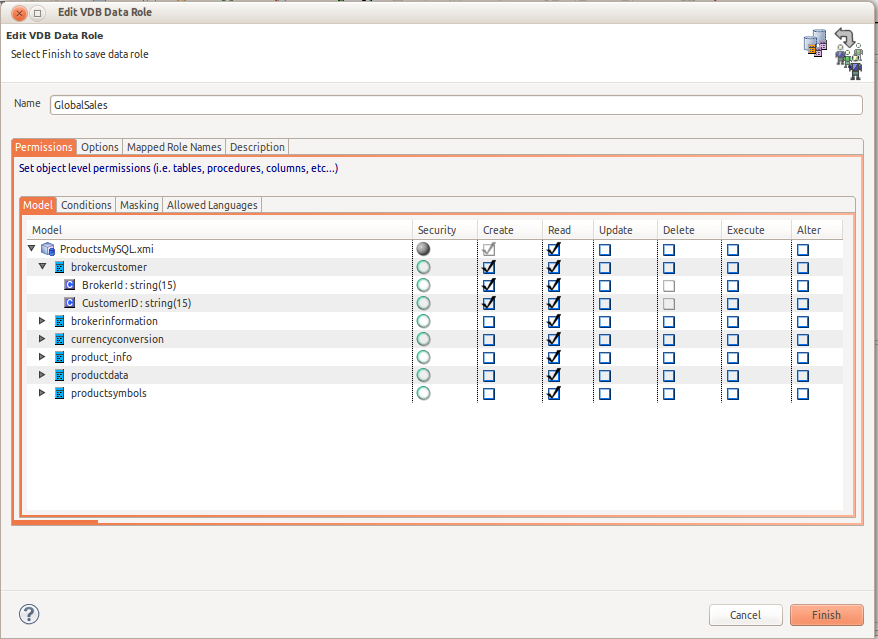 Edit VDB Data Role
Edit VDB Data Role
Select Finish to save data role
Name GlobalSales
Permissions Options Mapped Role Names Description
Set object level permissions (i.e. tables, procedures, columns, etc...)
Model Conditions Masking Allowed Languages
Model Security Create Read Update Delete Execute Alter
ProductsMySQL.xmi
brokercustomer
C BrokerId : string(15)
C CustomerID : string(15)
brokerinformation
currencyconversion
product_info
productdata
productsymbols
? Cancel Finish